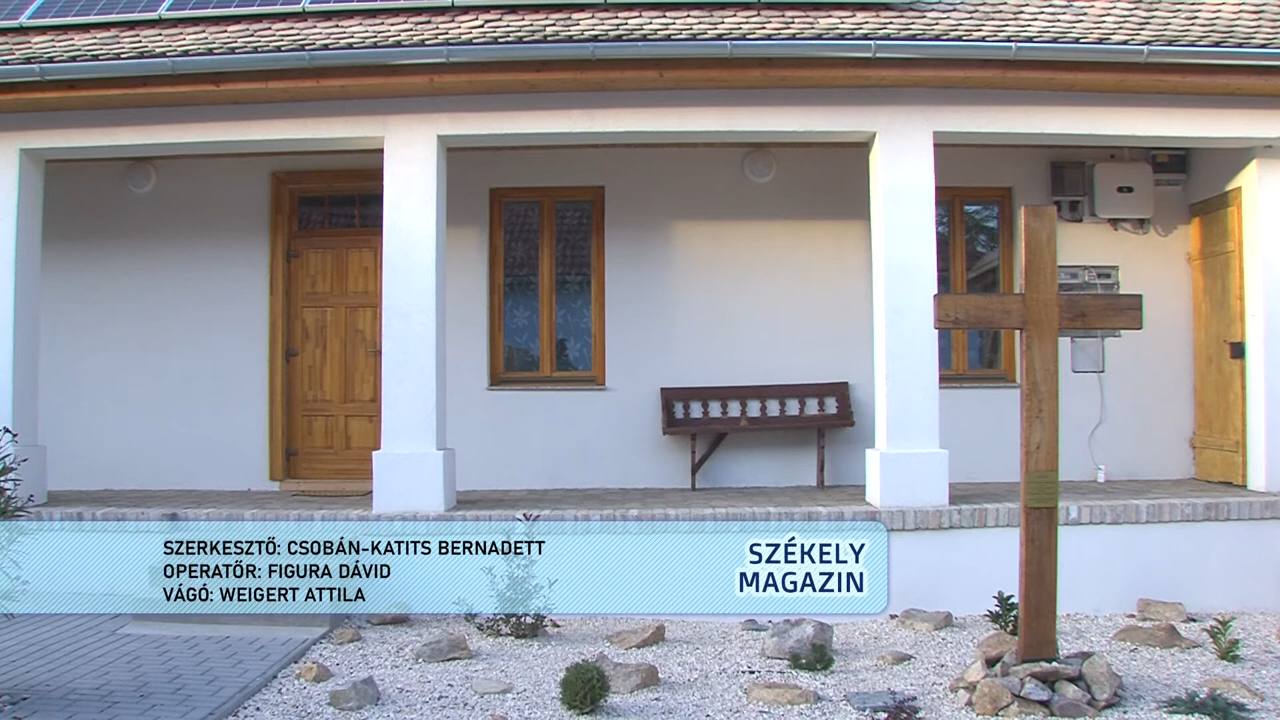 SZERKESZTŐ: CSOBÁN-KATITS BERNADETT
OPERATŐR: FIGURA DÁVID
VÁGÓ: WEIGERT ATTILA
SZÉKELY
MAGAZIN